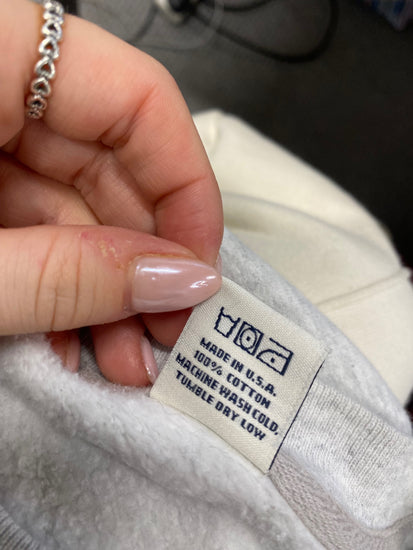 MADE IN U.S.A.
100% COTTON
MACHINE WASH COLD,
TUMBLE DRY LOW